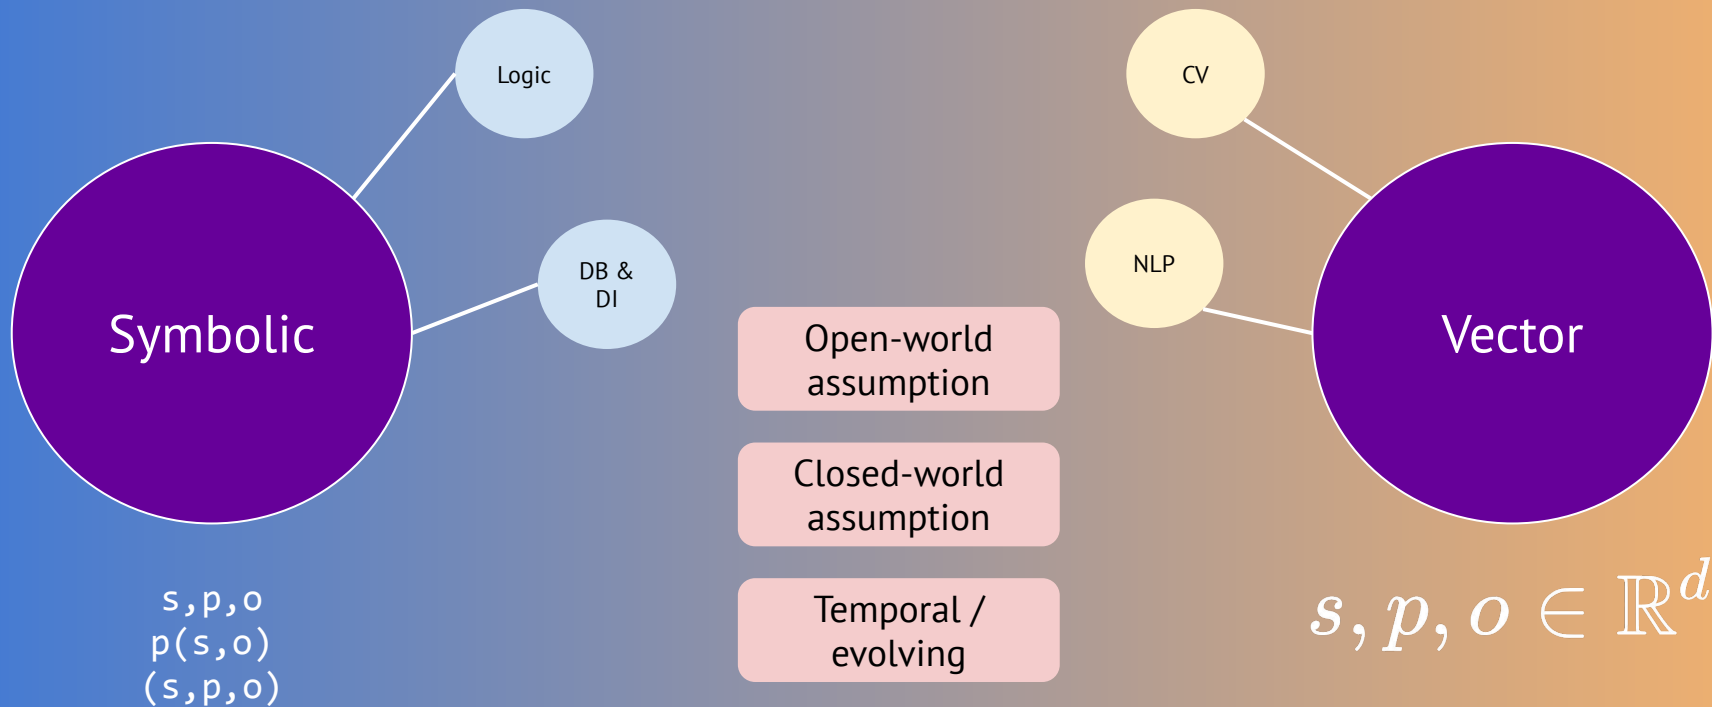 Logic
CV
DB &
DI
NLP
Symbolic
Open-world
assumption
Vector
Closed-world
assumption
Temporal /
evolving
s,p,o
p(s,o)
(s,p,o)
s, p, o ∈ ℝ^d